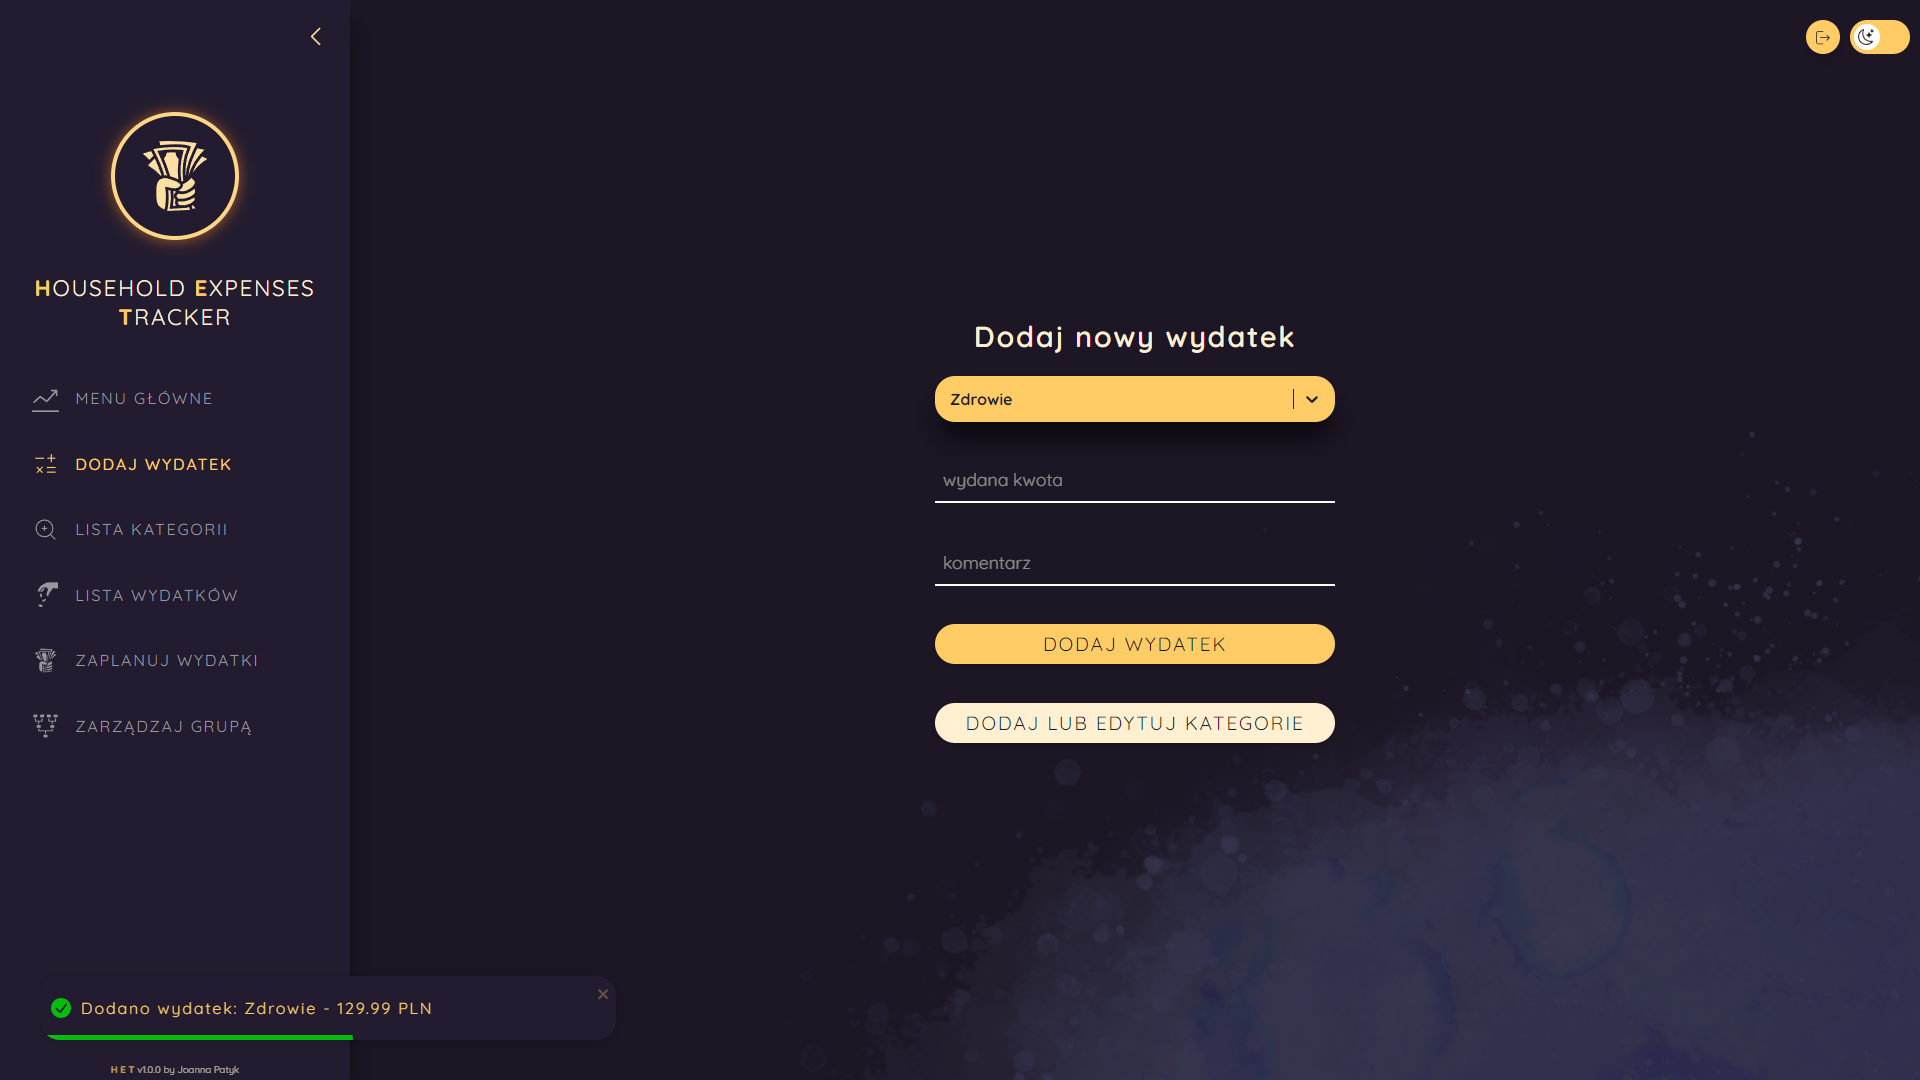 HOUSEHOLD EXPENSES
TRACKER
MENU GŁÓWNE
DODAJ WYDATEK
LISTA KATEGORII
LISTA WYDATKÓW
ZAPLANUJ WYDATKI
ZARZĄDZAJ GRUPĄ
Dodaj nowy wydatek
Zdrowie
wydana kwota
komentarz
DODAJ WYDATEK
DODAJ LUB EDYTUJ KATEGORIE
Dodano wydatek: Zdrowie - 129.99 PLN
H E T v1.0.0 by Joanna Patyk